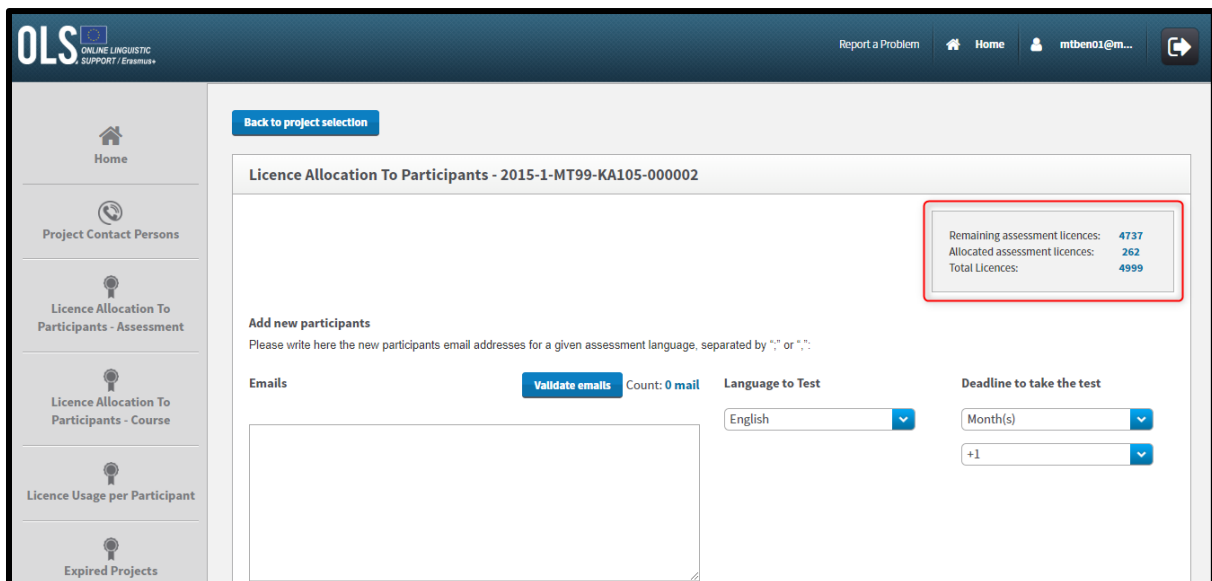 OLS ONLINE LINGUISTIC
SUPPORT / Erasmus+
Report a Problem Home mtben01@m...
Home
Project Contact Persons
Licence Allocation To
Participants - Assessment
Licence Allocation To
Participants - Course
Licence Usage per Participant
Expired Projects
Back to project selection
Licence Allocation To Participants - 2015-1-MT99-KA105-000002
Remaining assessment licences: 4737
Allocated assessment licences: 262
Total Licences: 4999
Add new participants
Please write here the new participants email addresses for a given assessment language, separated by ";" or ",":
Emails Validate emails Count: 0 mail Language to Test Deadline to take the test
English Month(s)
+1